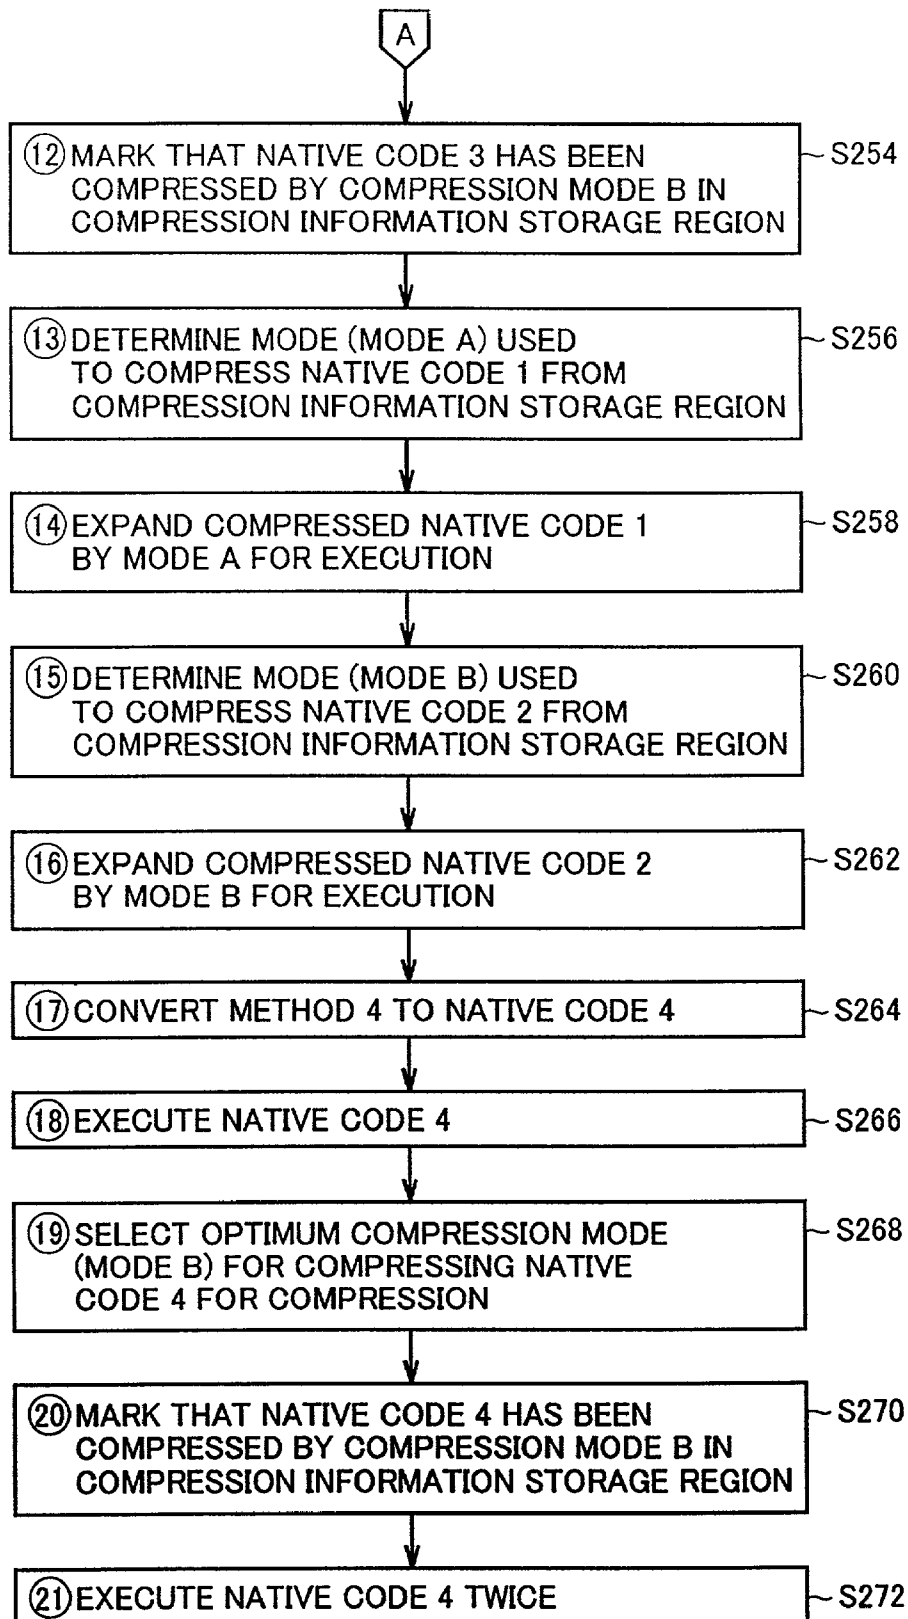 A
⑫ MARK THAT NATIVE CODE 3 HAS BEEN
COMPRESSED BY COMPRESSION MODE B IN
COMPRESSION INFORMATION STORAGE REGION
S254
⑬ DETERMINE MODE (MODE A) USED
TO COMPRESS NATIVE CODE 1 FROM
COMPRESSION INFORMATION STORAGE REGION
S256
⑭ EXPAND COMPRESSED NATIVE CODE 1
BY MODE A FOR EXECUTION
S258
⑮ DETERMINE MODE (MODE B) USED
TO COMPRESS NATIVE CODE 2 FROM
COMPRESSION INFORMATION STORAGE REGION
S260
⑯ EXPAND COMPRESSED NATIVE CODE 2
BY MODE B FOR EXECUTION
S262
⑰ CONVERT METHOD 4 TO NATIVE CODE 4
S264
⑱ EXECUTE NATIVE CODE 4
S266
⑲ SELECT OPTIMUM COMPRESSION MODE
(MODE B) FOR COMPRESSING NATIVE
CODE 4 FOR COMPRESSION
S268
⑳ MARK THAT NATIVE CODE 4 HAS BEEN
COMPRESSED BY COMPRESSION MODE B IN
COMPRESSION INFORMATION STORAGE REGION
S270
㉑ EXECUTE NATIVE CODE 4 TWICE
S272